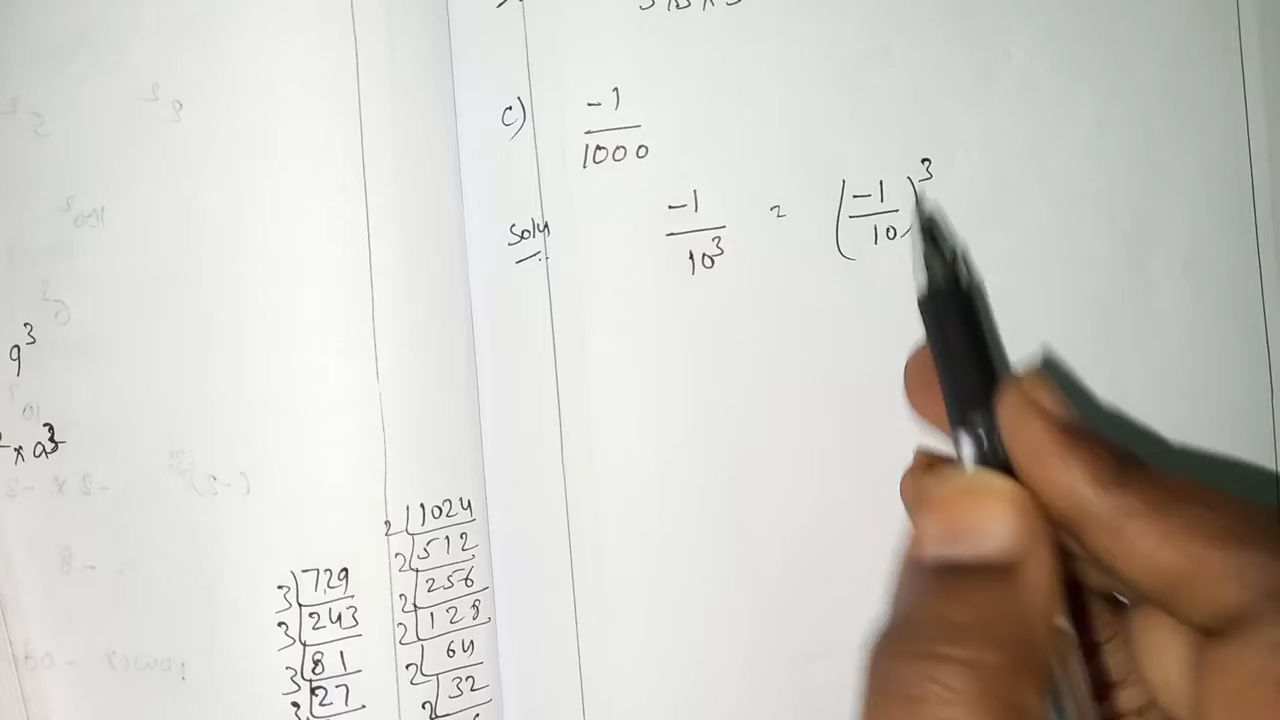 c) -1/1000
Soln -1/10³ = (-1/10)³
9³
× a³
2 | 1024
2 | 512
2 | 256
2 | 128
2 | 64
2 | 32
3 | 729
3 | 243
3 | 81
3 | 27